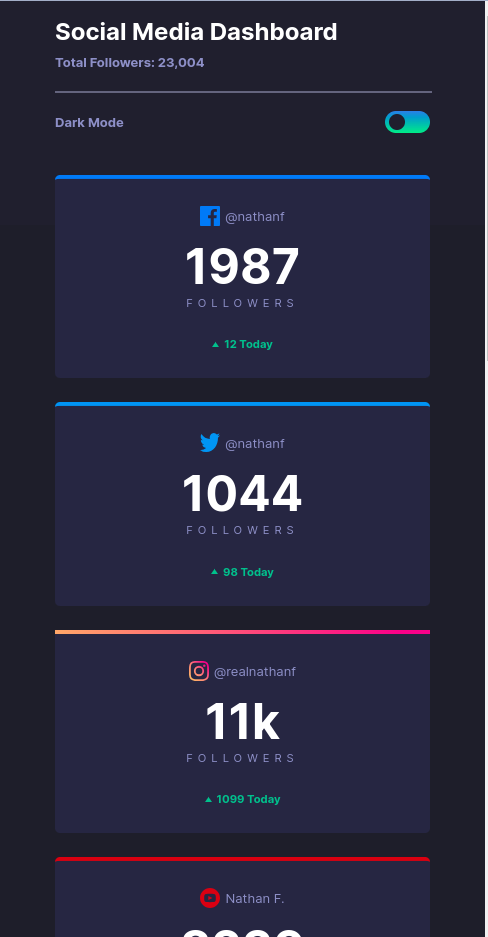 Social Media Dashboard
Total Followers: 23,004
Dark Mode
@nathanf
1987
FOLLOWERS
12 Today
@nathanf
1044
FOLLOWERS
98 Today
@realnathanf
11k
FOLLOWERS
1099 Today
Nathan F.